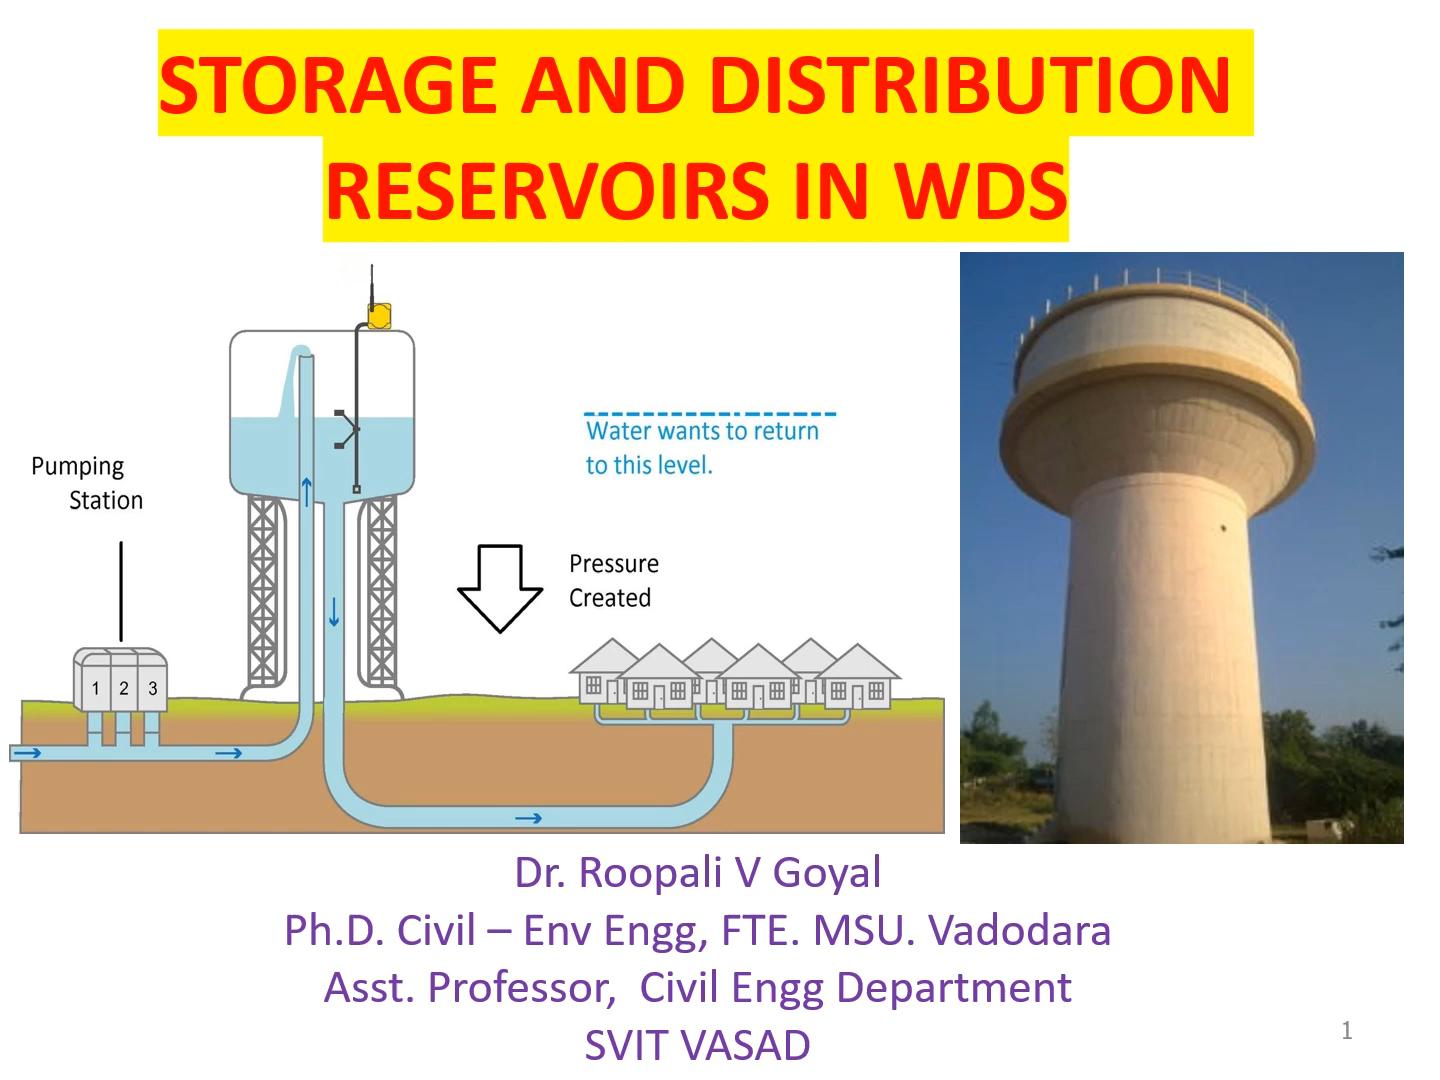 STORAGE AND DISTRIBUTION
RESERVOIRS IN WDS
Pumping
Station
Water wants to return
to this level.
Pressure
Created
1 2 3
Dr. Roopali V Goyal
Ph.D. Civil – Env Engg, FTE. MSU. Vadodara
Asst. Professor, Civil Engg Department
SVIT VASAD
1